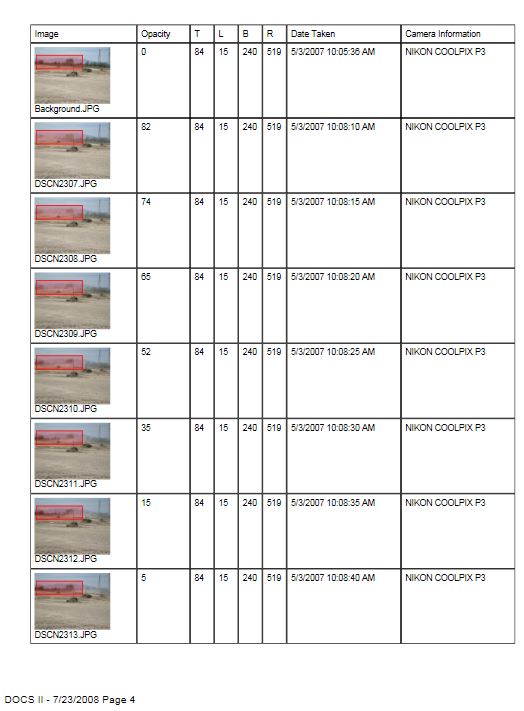 Image Opacity T L B R Date Taken Camera Information
0 84 15 240 519 5/3/2007 10:05:36 AM NIKON COOLPIX P3
Background.JPG
82 84 15 240 519 5/3/2007 10:08:10 AM NIKON COOLPIX P3
DSCN2307.JPG
74 84 15 240 519 5/3/2007 10:08:15 AM NIKON COOLPIX P3
DSCN2308.JPG
65 84 15 240 519 5/3/2007 10:08:20 AM NIKON COOLPIX P3
DSCN2309.JPG
52 84 15 240 519 5/3/2007 10:08:25 AM NIKON COOLPIX P3
DSCN2310.JPG
35 84 15 240 519 5/3/2007 10:08:30 AM NIKON COOLPIX P3
DSCN2311.JPG
15 84 15 240 519 5/3/2007 10:08:35 AM NIKON COOLPIX P3
DSCN2312.JPG
5 84 15 240 519 5/3/2007 10:08:40 AM NIKON COOLPIX P3
DSCN2313.JPG
DOCS II - 7/23/2008 Page 4